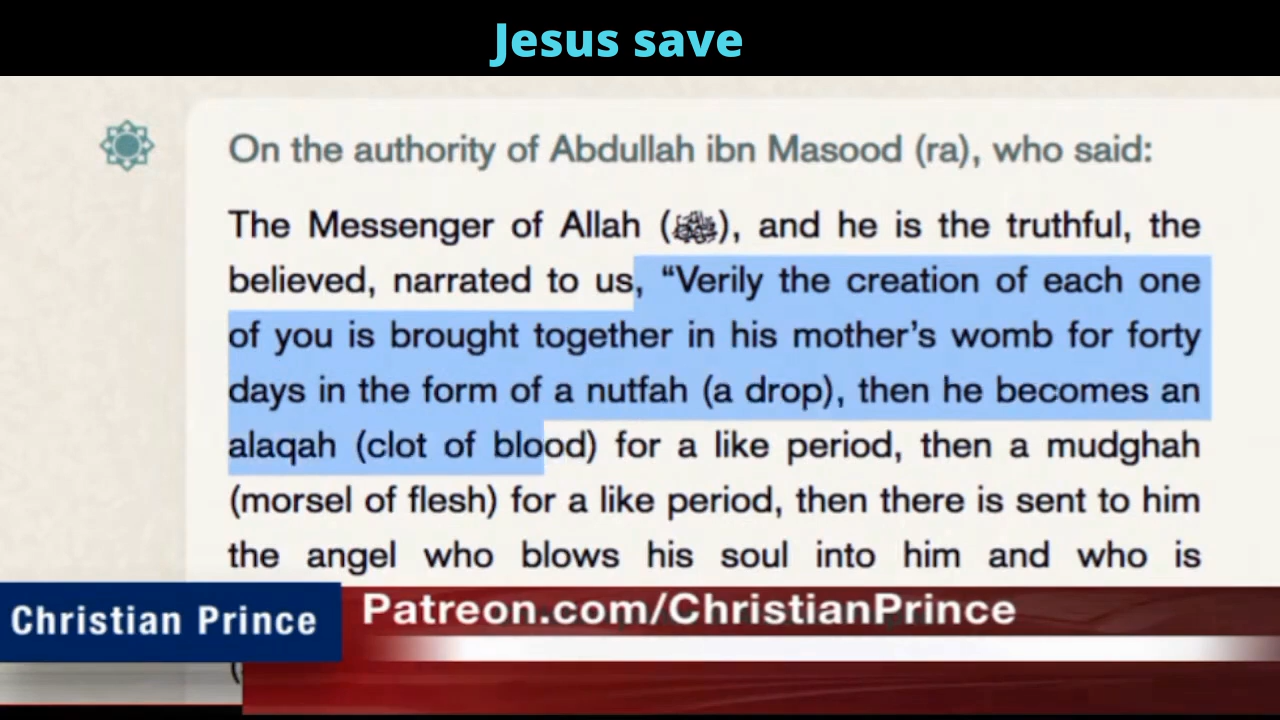 Jesus save
On the authority of Abdullah ibn Masood (ra), who said:
The Messenger of Allah (ﷺ), and he is the truthful, the
believed, narrated to us, “Verily the creation of each one
of you is brought together in his mother’s womb for forty
days in the form of a nutfah (a drop), then he becomes an
alaqah (clot of blood) for a like period, then a mudghah
(morsel of flesh) for a like period, then there is sent to him
the angel who blows his soul into him and who is
Christian Prince
Patreon.com/ChristianPrince